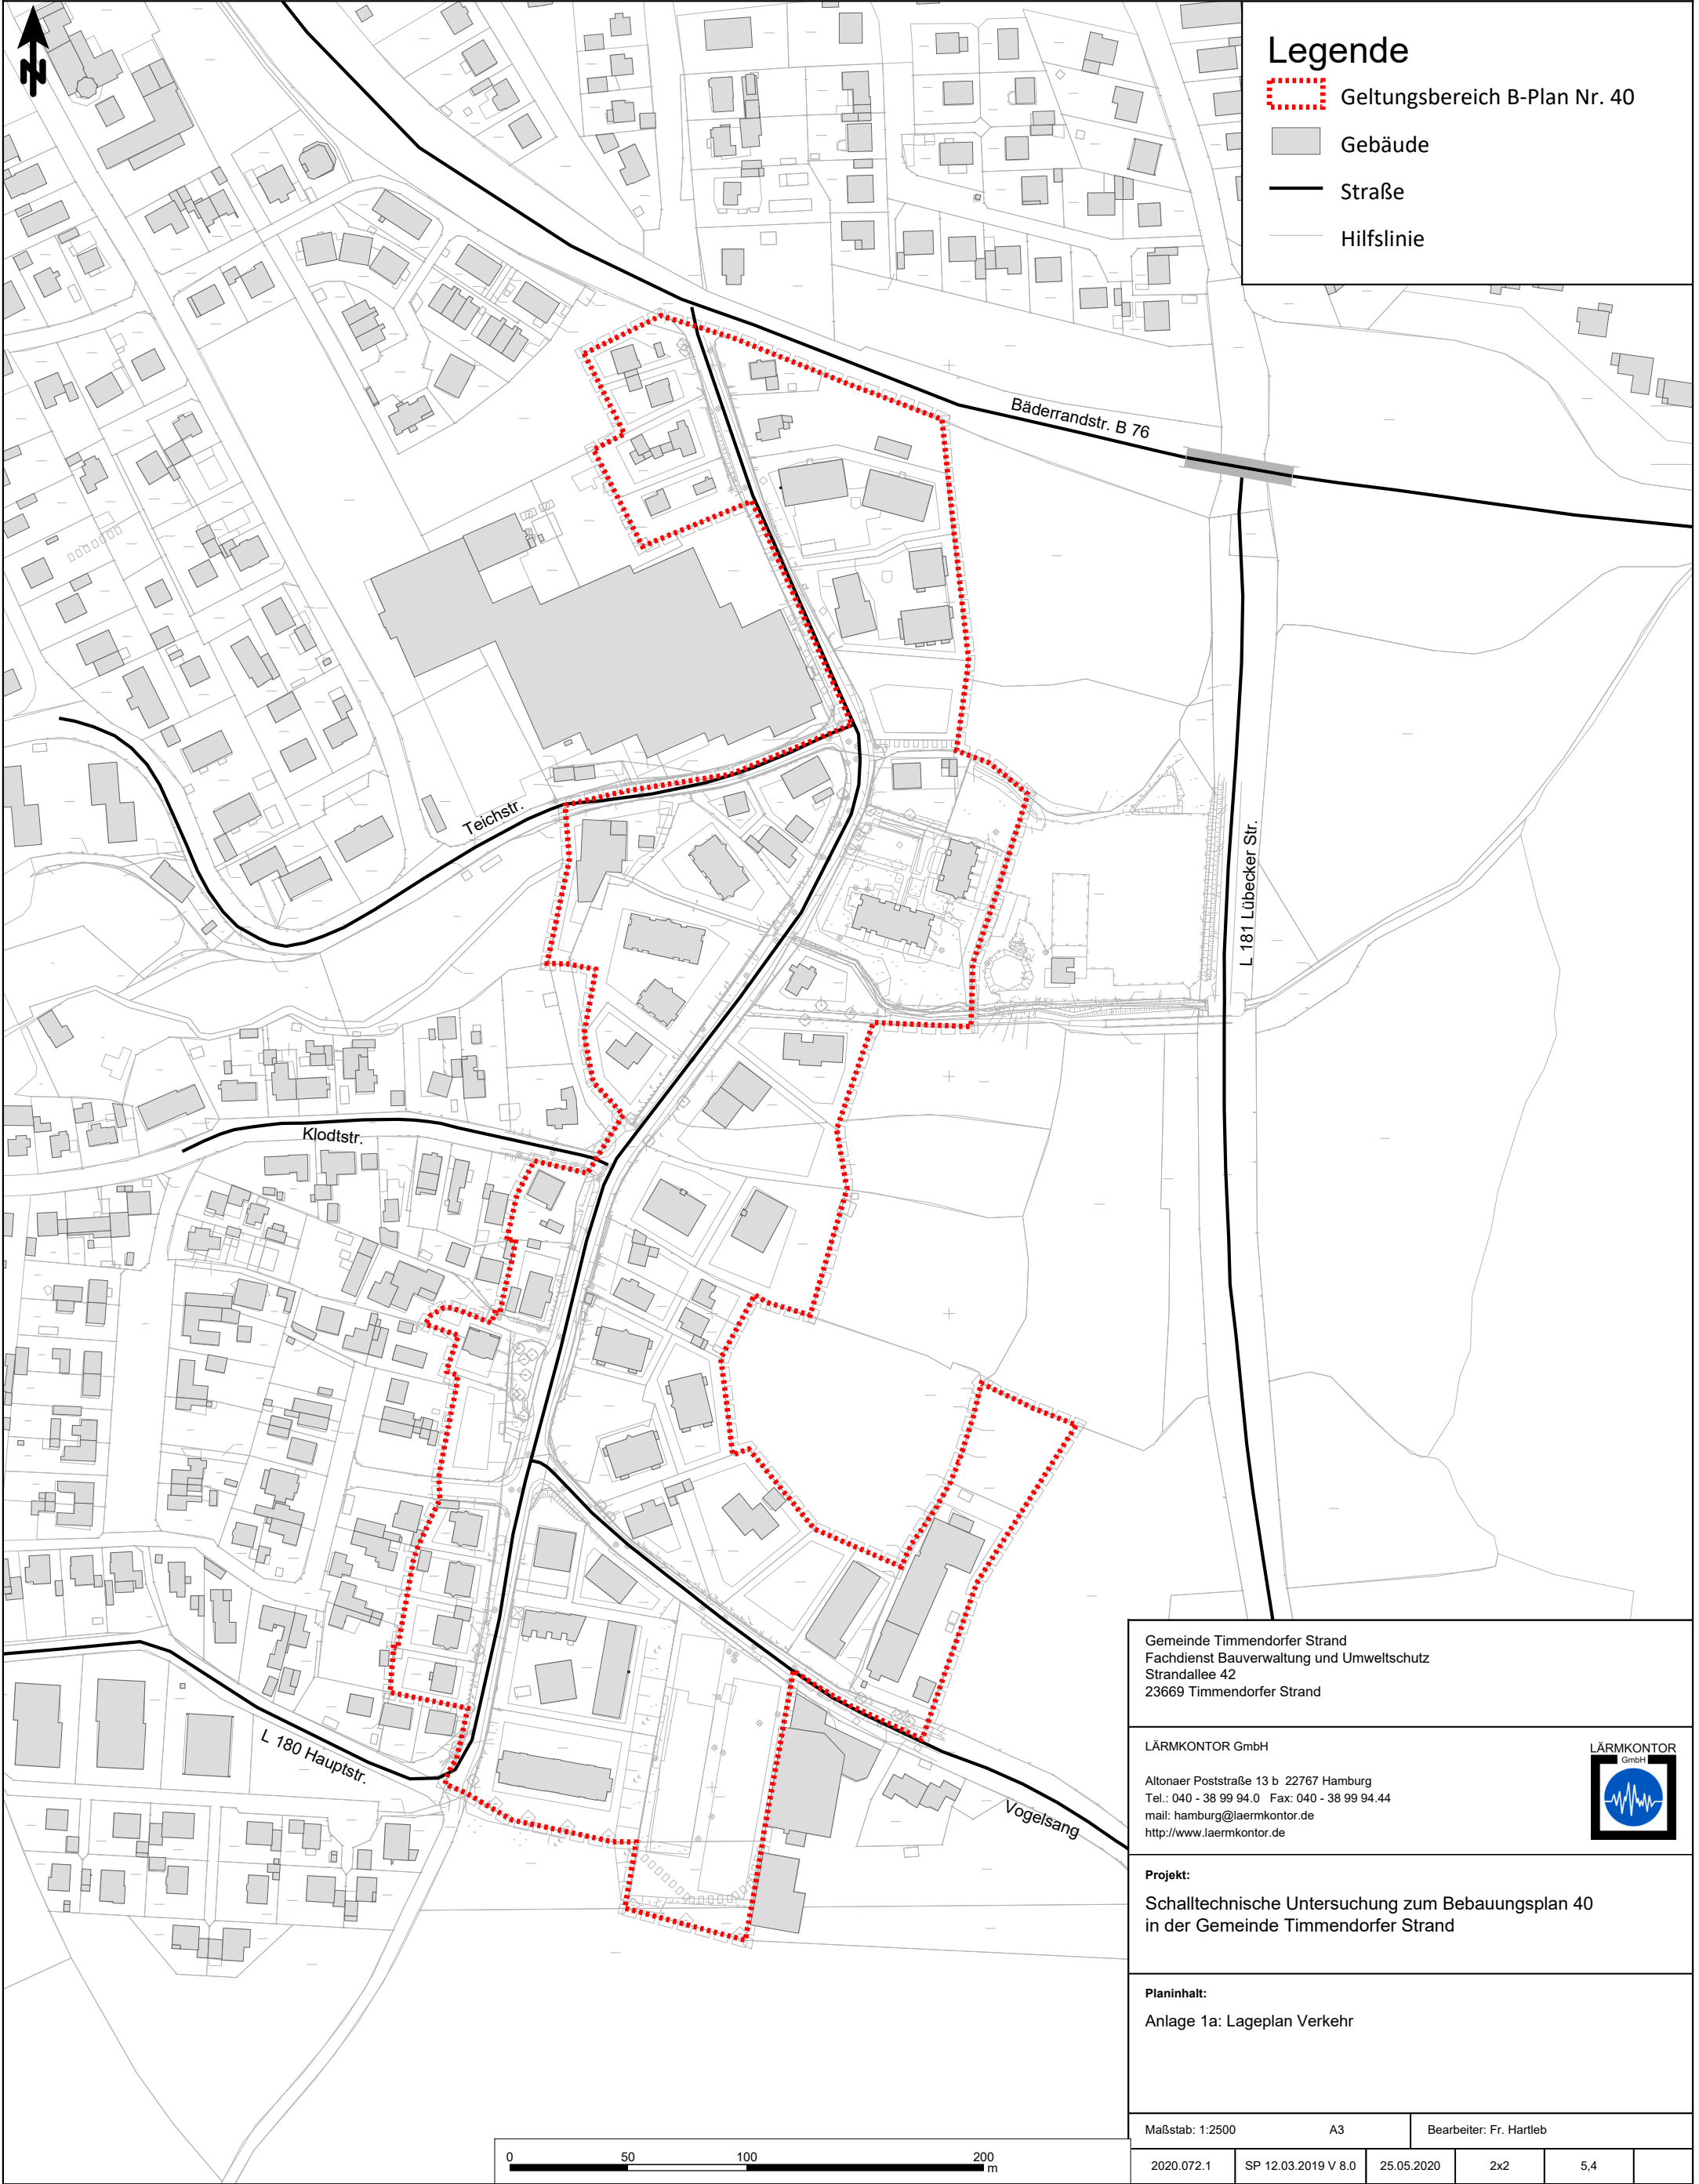 N
Legende
Geltungsbereich B-Plan Nr. 40
Gebäude
Straße
Hilfslinie
Bäderrandstr. B 76
Teichstr.
L 181 Lübecker Str.
Klodtstr.
L 180 Hauptstr.
Vogelsang
Gemeinde Timmendorfer Strand
Fachdienst Bauverwaltung und Umweltschutz
Strandallee 42
23669 Timmendorfer Strand
LÄRMKONTOR GmbH
Altonaer Poststraße 13 b 22767 Hamburg
Tel.: 040 - 38 99 94.0 Fax: 040 - 38 99 94.44
mail: hamburg@laermkontor.de
http://www.laermkontor.de
LÄRMKONTOR
GmbH
Projekt:
Schalltechnische Untersuchung zum Bebauungsplan 40
in der Gemeinde Timmendorfer Strand
Planinhalt:
Anlage 1a: Lageplan Verkehr
Maßstab: 1:2500 A3 Bearbeiter: Fr. Hartleb
2020.072.1 SP 12.03.2019 V 8.0 25.05.2020 2x2 5,4
0 50 100 200
m